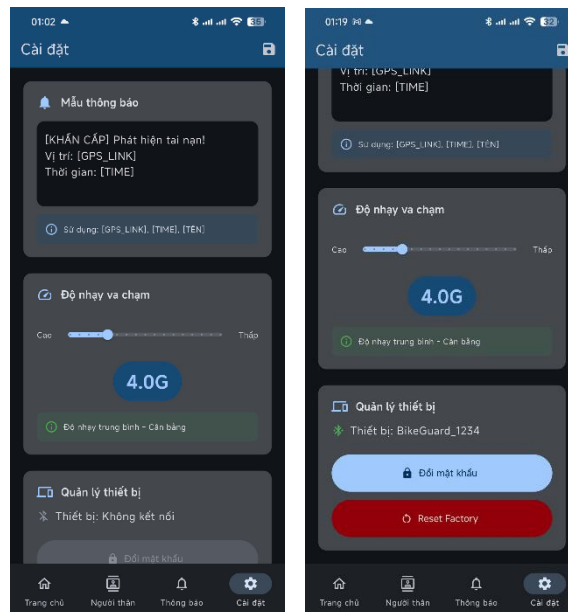 01:02
35
Cài đặt
Mẫu thông báo
[KHẨN CẤP] Phát hiện tai nạn!
Vị trí: [GPS_LINK]
Thời gian: [TIME]
Sử dụng: [GPS_LINK], [TIME], [TÊN]
Độ nhạy va chạm
Cao
Thấp
4.0G
Độ nhạy trung bình - Cân bằng
Quản lý thiết bị
Thiết bị: Không kết nối
Đổi mật khẩu
Trang chủ
Người thân
Thông báo
Cài đặt
01:19
32
Cài đặt
Vị trí: [GPS_LINK]
Thời gian: [TIME]
Sử dụng: [GPS_LINK], [TIME], [TÊN]
Độ nhạy va chạm
Cao
Thấp
4.0G
Độ nhạy trung bình - Cân bằng
Quản lý thiết bị
Thiết bị: BikeGuard_1234
Đổi mật khẩu
Reset Factory
Trang chủ
Người thân
Thông báo
Cài đặt